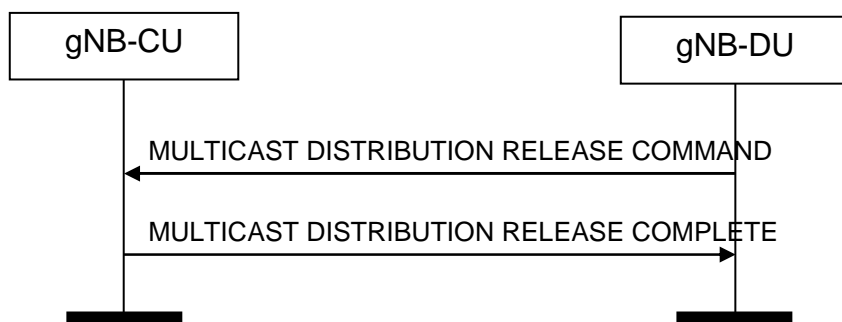 gNB-CU
gNB-DU
MULTICAST DISTRIBUTION RELEASE COMMAND
MULTICAST DISTRIBUTION RELEASE COMPLETE